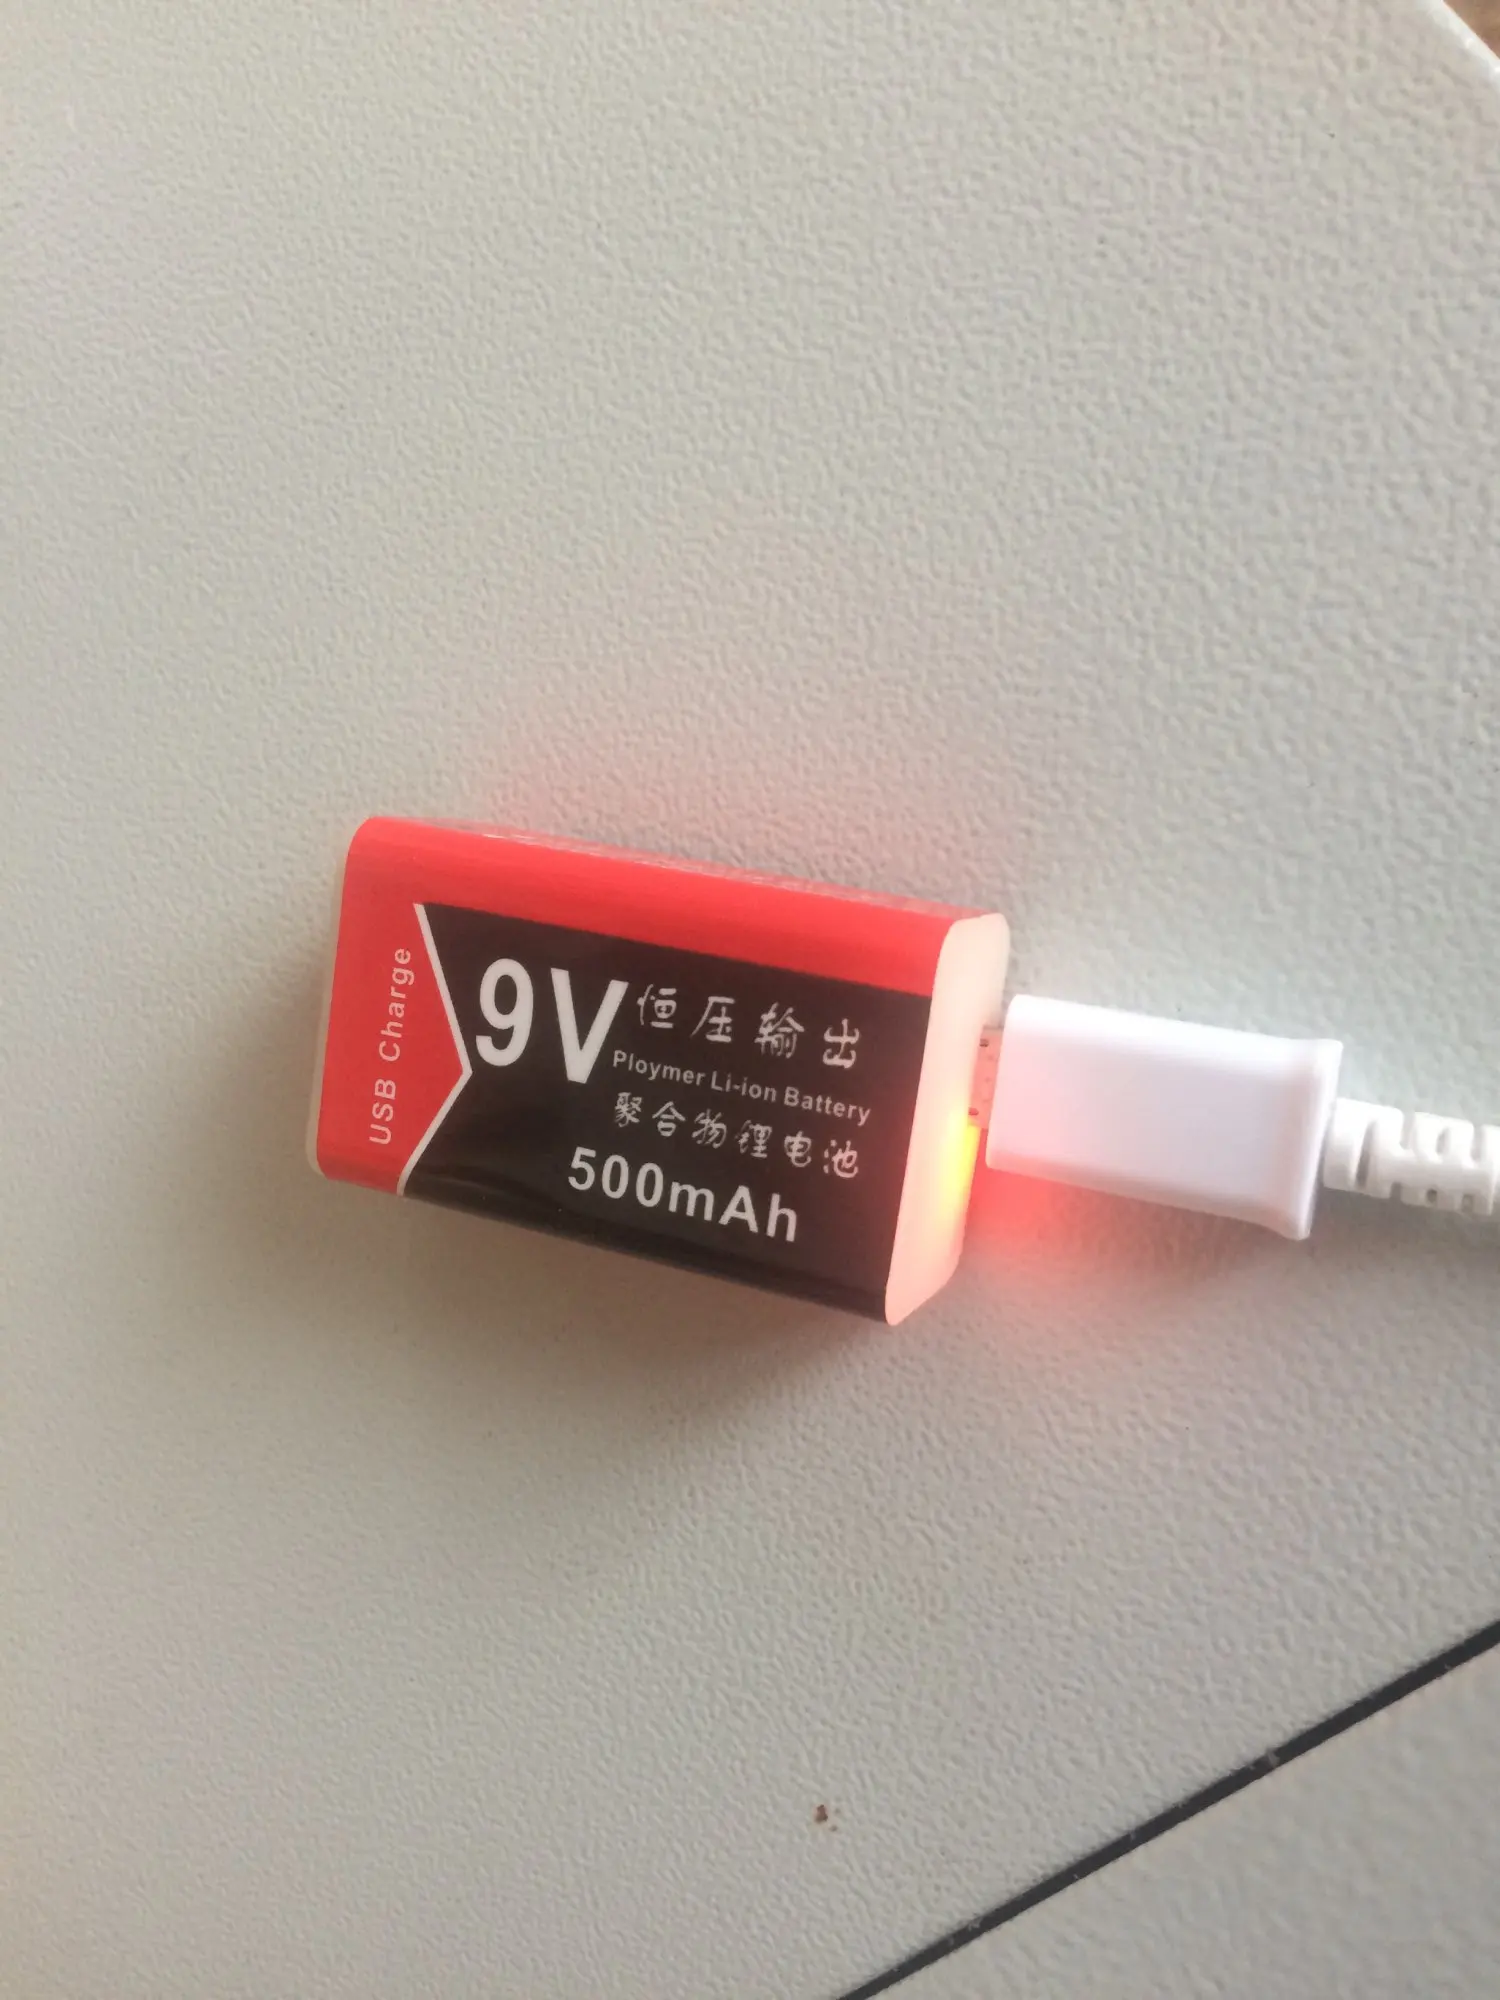 USB Charge
9V
恒压输出
Ploymer Li-ion Battery
聚合物锂电池
500mAh